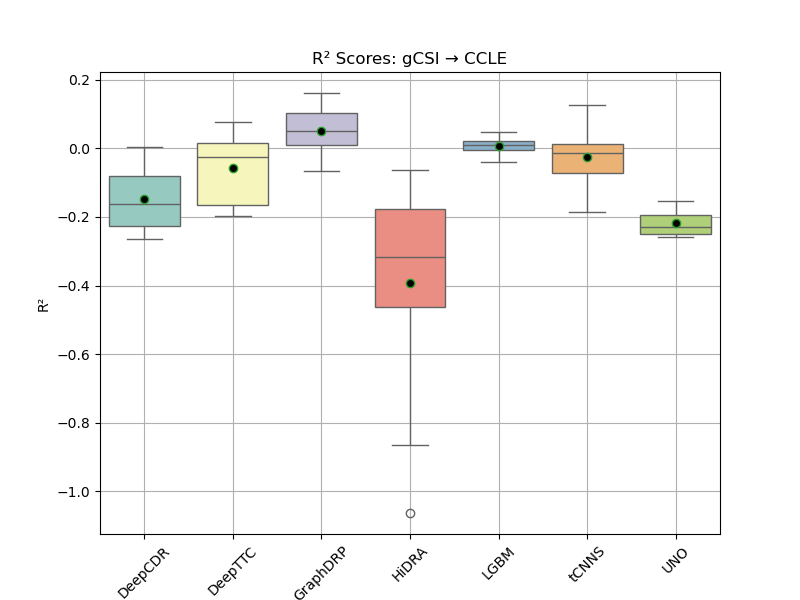 R² Scores: gCSI → CCLE
R²
0.2
0.0
−0.2
−0.4
−0.6
−0.8
−1.0
DeepCDR
DeepTTC
GraphDRP
HiDRA
LGBM
tCNNS
UNO